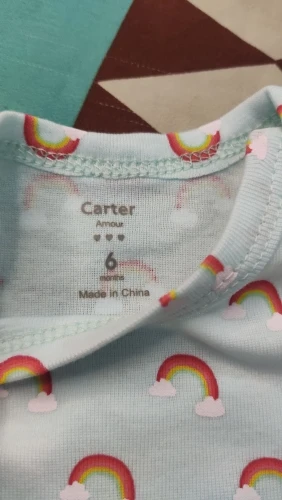 Carter
Amour
♥ ♥ ♥
6
months
Made in China